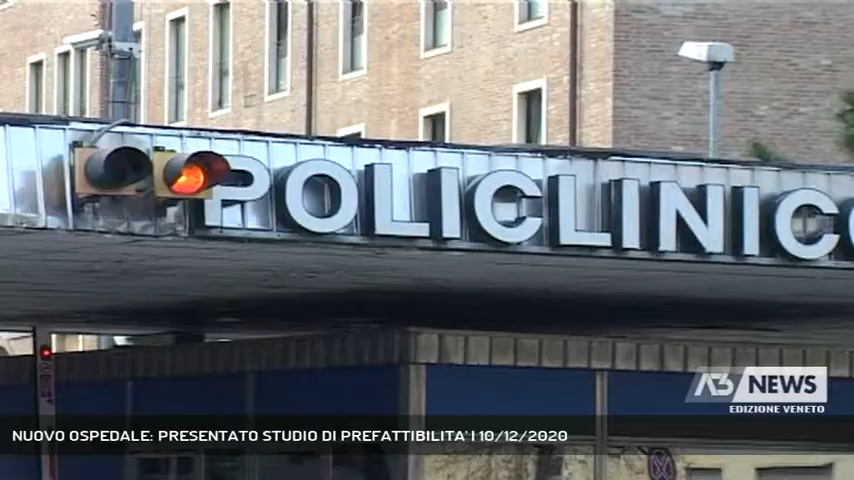 POLICLINICO
A3 NEWS
EDIZIONE VENETO
NUOVO OSPEDALE: PRESENTATO STUDIO DI PREFATTIBILITA' | 10/12/2020